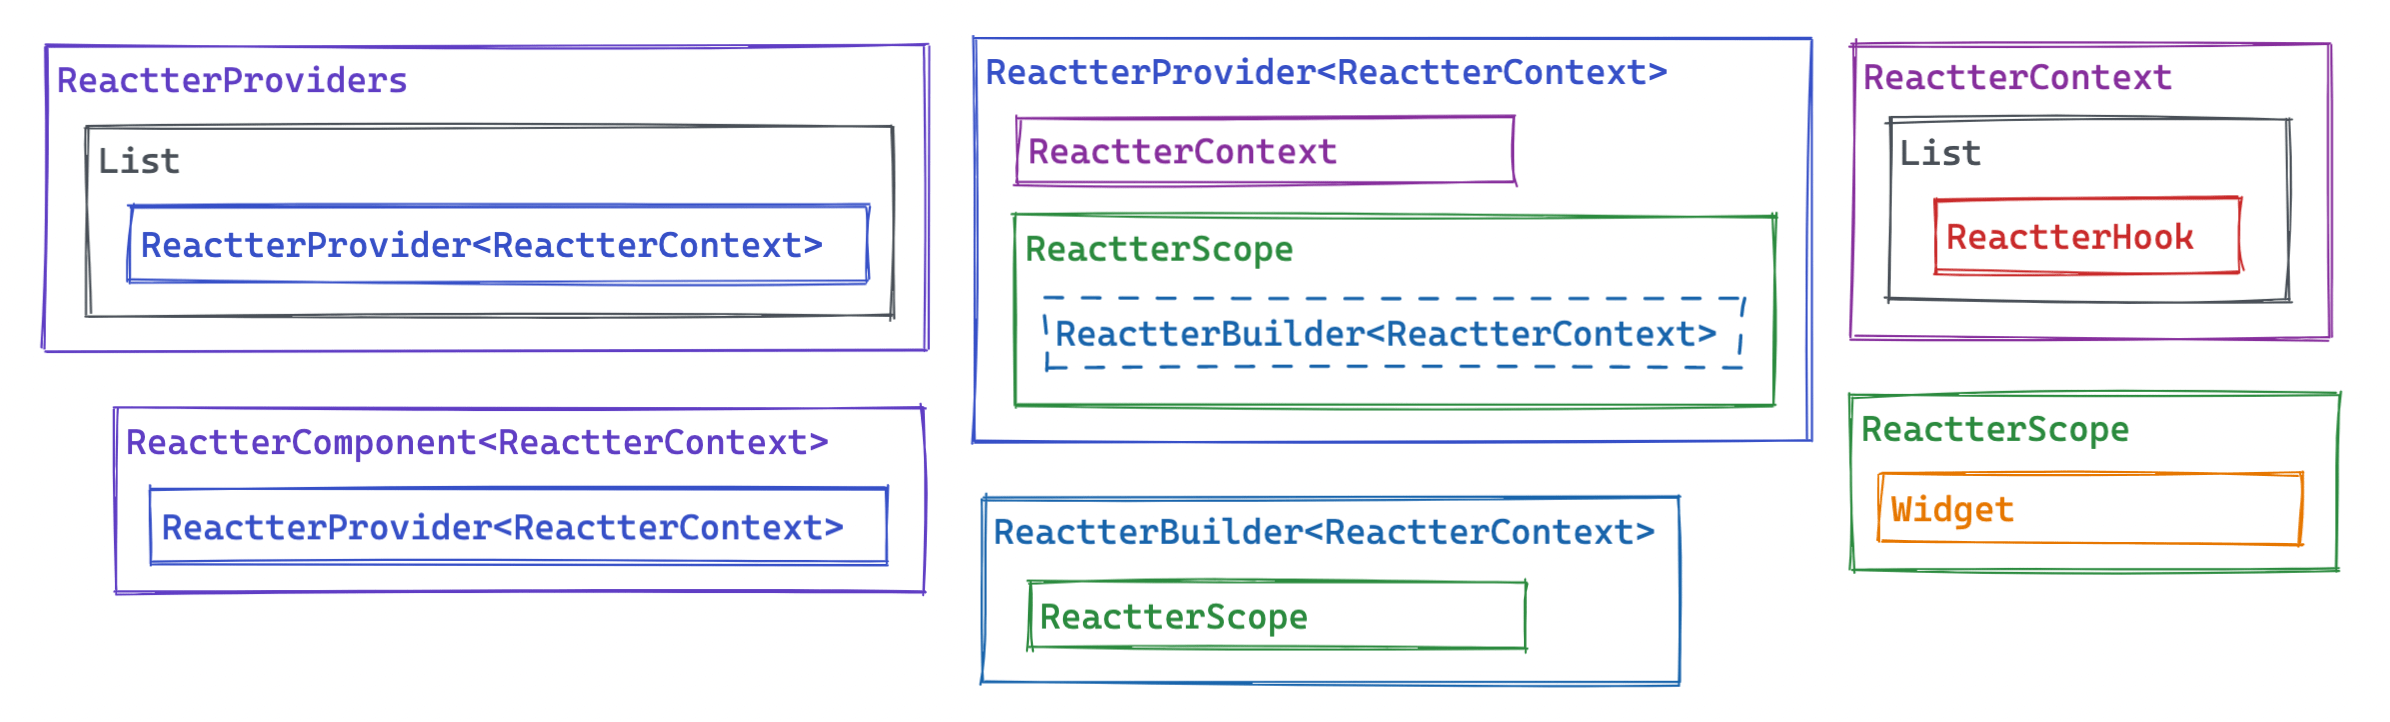 ReactterProviders
List
ReactterProvider<ReactterContext>
ReactterComponent<ReactterContext>
ReactterProvider<ReactterContext>
ReactterProvider<ReactterContext>
ReactterContext
ReactterScope
ReactterBuilder<ReactterContext>
ReactterBuilder<ReactterContext>
ReactterScope
ReactterContext
List
ReactterHook
ReactterScope
Widget